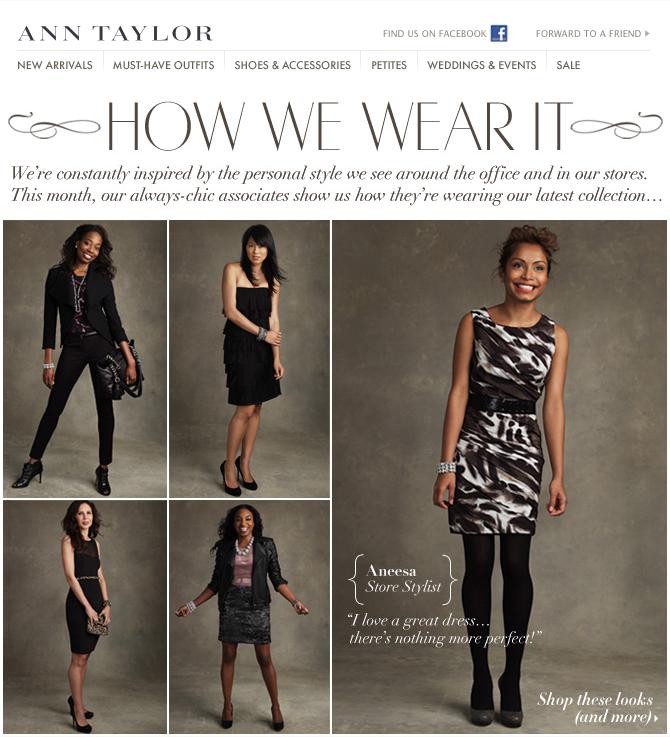 ANN TAYLOR
FIND US ON FACEBOOK f
FORWARD TO A FRIEND
NEW ARRIVALS
MUST-HAVE OUTFITS
SHOES & ACCESSORIES
PETITES
WEDDINGS & EVENTS
SALE
HOW WE WEAR IT
We're constantly inspired by the personal style we see around the office and in our stores.
This month, our always-chic associates show us how they're wearing our latest collection…
Aneesa
Store Stylist
“I love a great dress…
there's nothing more perfect!”
Shop these looks
(and more)